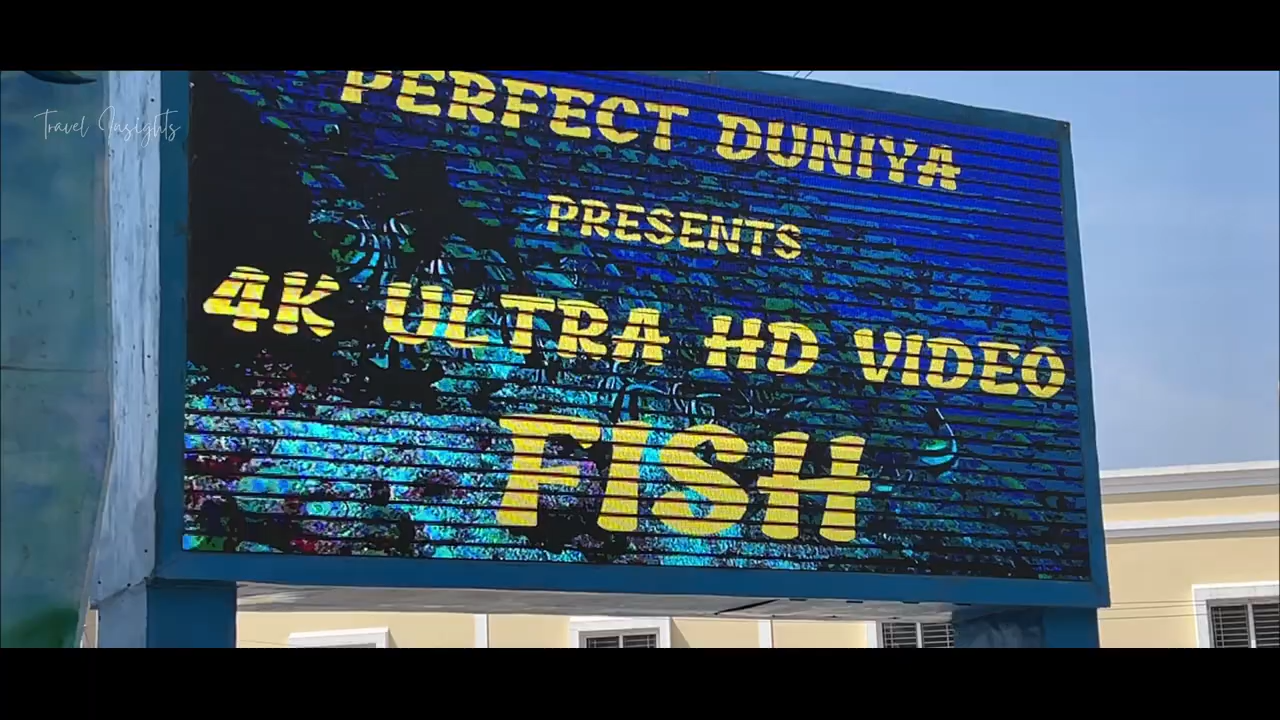 Travel Insights
PERFECT DUNIYA
PRESENTS
4K ULTRA HD VIDEO
FISH